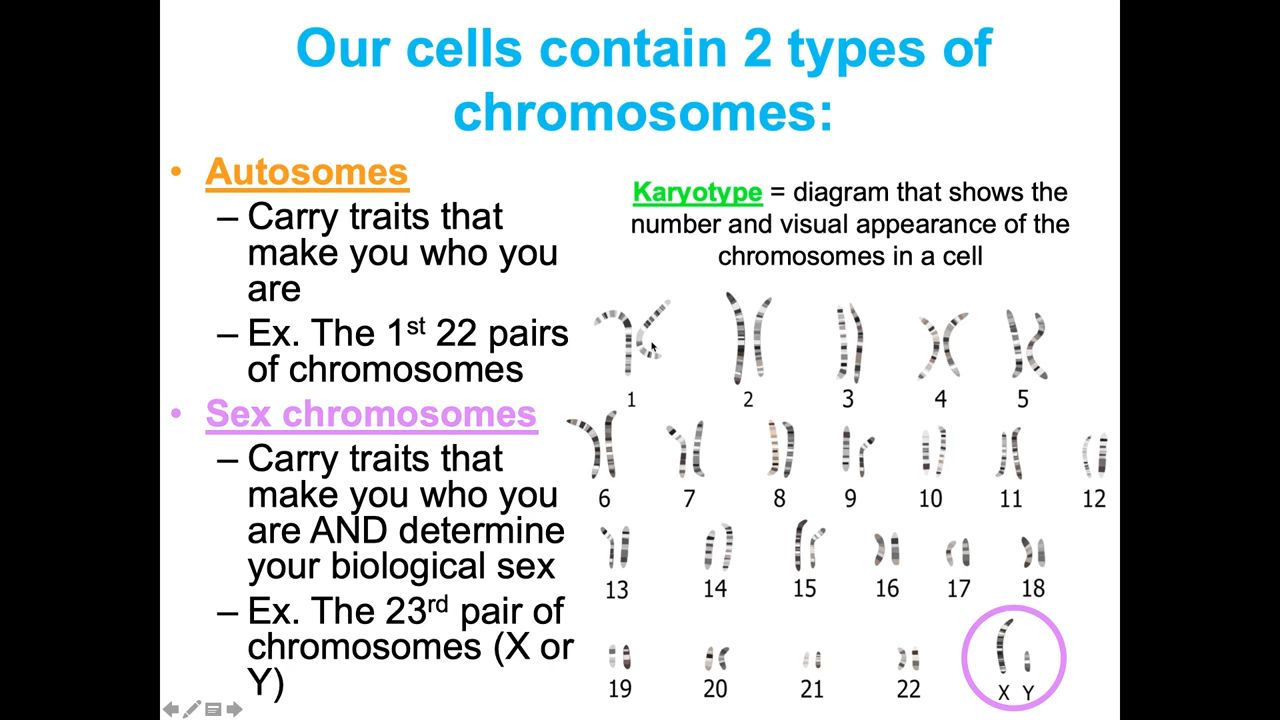 Our cells contain 2 types of
chromosomes:
• Autosomes
– Carry traits that
make you who you
are
– Ex. The 1st 22 pairs
of chromosomes
• Sex chromosomes
– Carry traits that
make you who you
are AND determine
your biological sex
– Ex. The 23rd pair of
chromosomes (X or
Y)
Karyotype = diagram that shows the
number and visual appearance of the
chromosomes in a cell
1 2 3 4 5
6 7 8 9 10 11 12
13 14 15 16 17 18
19 20 21 22 X Y